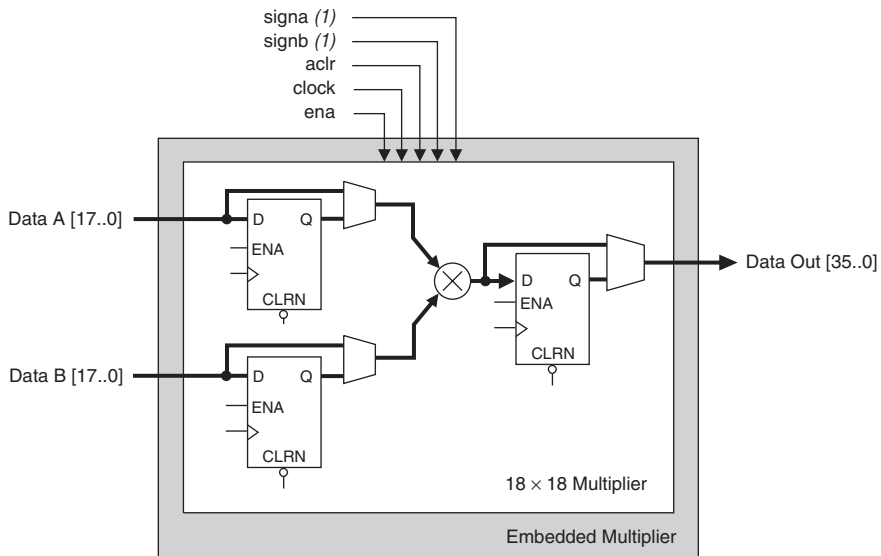 signa (1)
signb (1)
aclr
clock
ena
Data A [17..0]
D Q
ENA
CLRN
Data B [17..0]
D Q
ENA
CLRN
D Q
ENA
CLRN
Data Out [35..0]
18 × 18 Multiplier
Embedded Multiplier